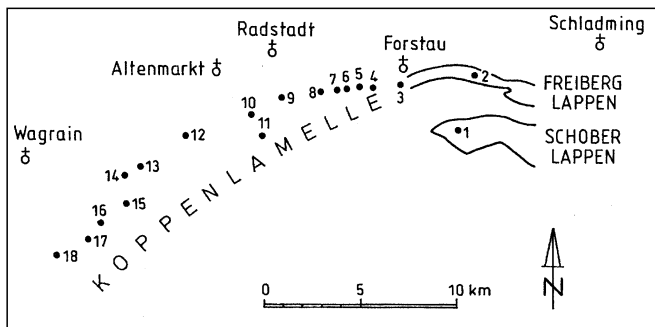 Schladming
Radstadt
Forstau
Altenmarkt
FREIBERG
LAPPEN
SCHOBER
LAPPEN
Wagrain
KOPPENLAMELLE
1
2
3
4
5
6
7
8
9
10
11
12
13
14
15
16
17
18
0 5 10 km
N